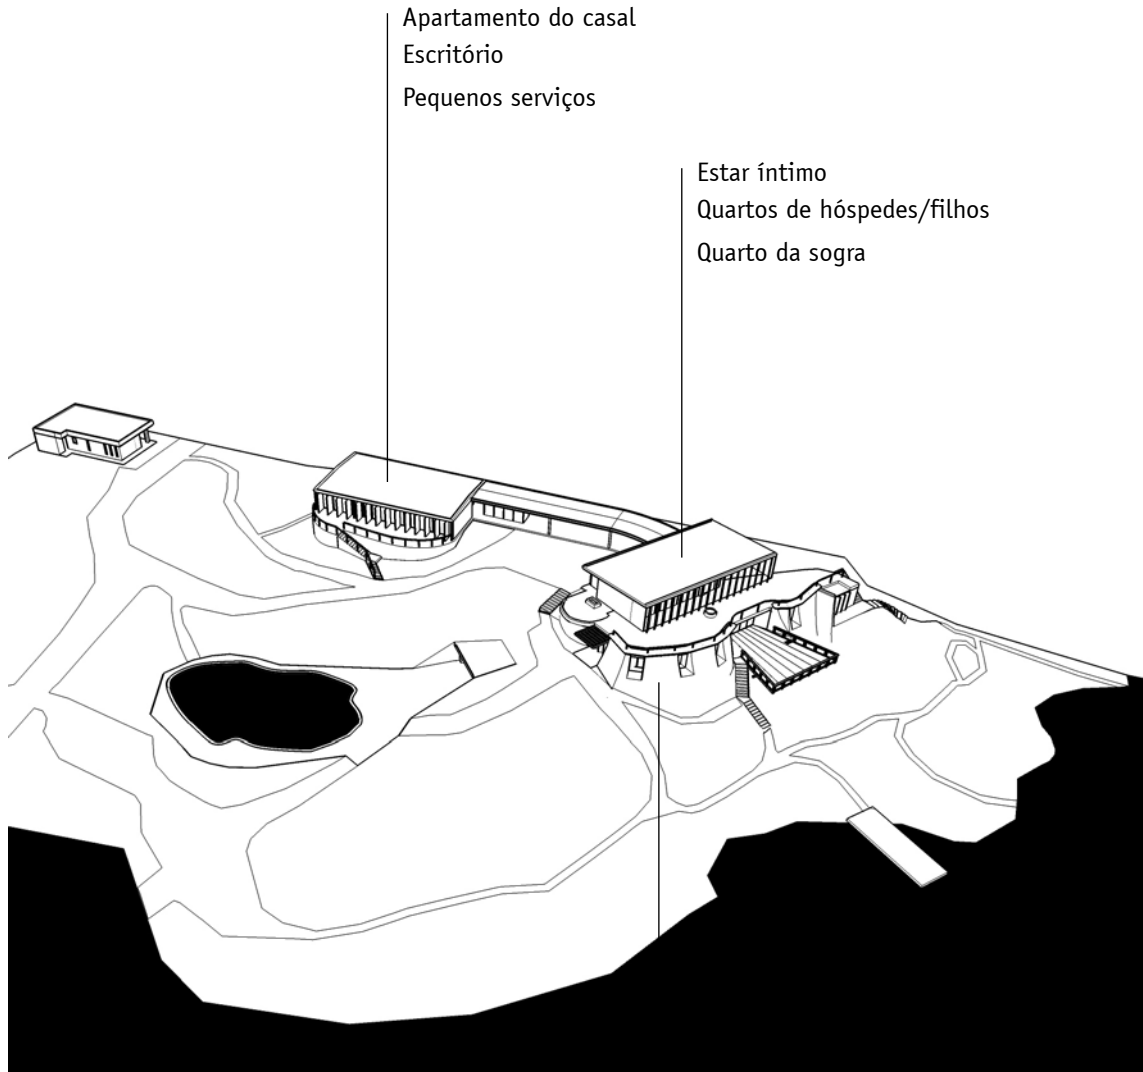 Apartamento do casal
Escritório
Pequenos serviços
Estar íntimo
Quartos de hóspedes/filhos
Quarto da sogra